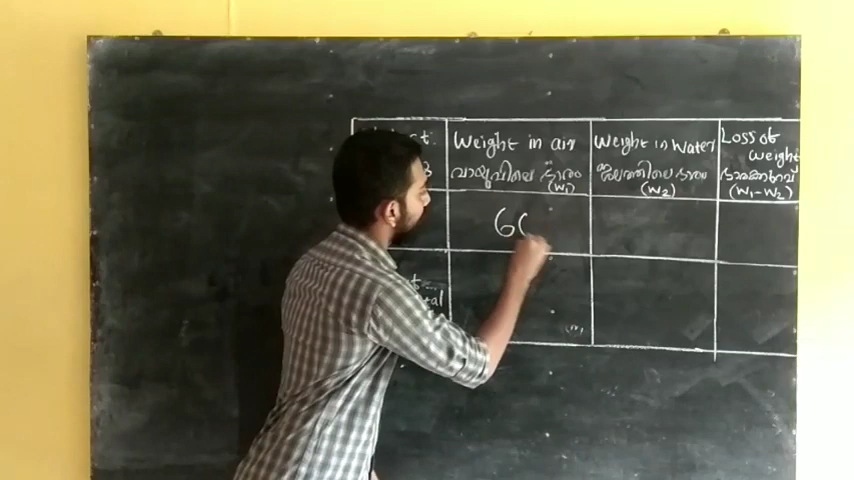 Weight in air
വായുവിലെ ഭാരം
(W₁)
Weight in Water
ജലത്തിലെ ഭാരം
(W₂)
Loss of
Weight
ഭാരക്കുറവ്
(W₁-W₂)
6